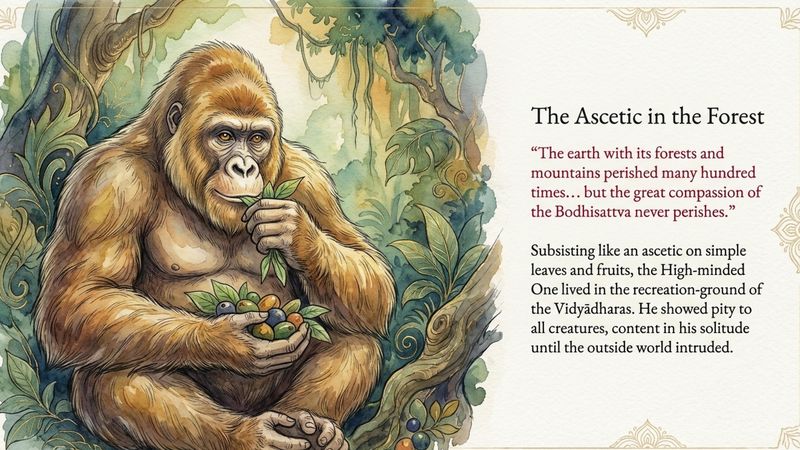 The Ascetic in the Forest
“The earth with its forests and
mountains perished many hundred
times… but the great compassion of
the Bodhisattva never perishes.”
Subsisting like an ascetic on simple
leaves and fruits, the High-minded
One lived in the recreation-ground of
the Vidyādharas. He showed pity to
all creatures, content in his solitude
until the outside world intruded.